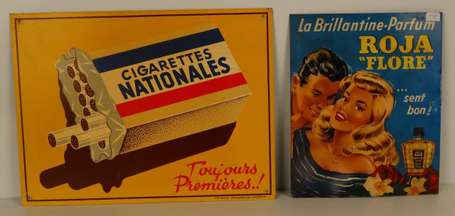 CIGARETTES
NATIONALES
Toujours
Premières..!
La Brillantine-Parfum
ROJA
"FLORE"
...sent
bon!